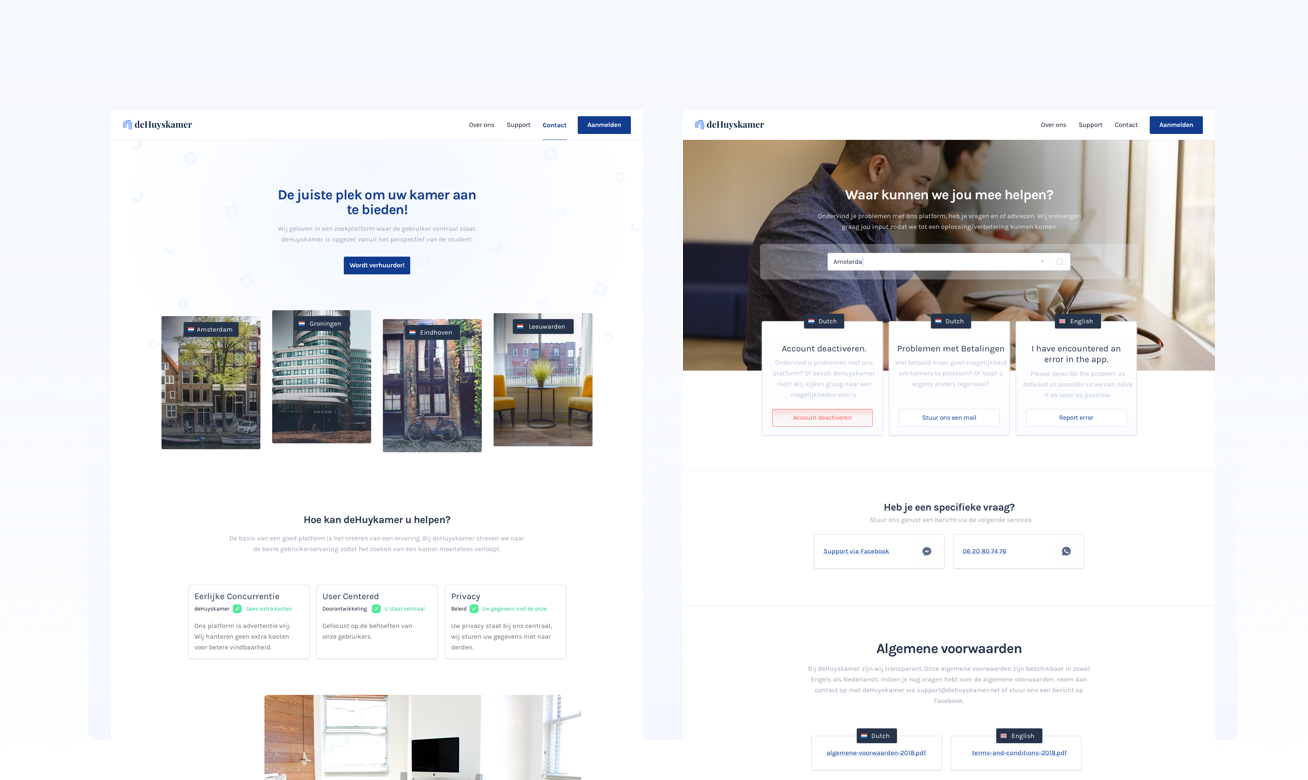 deHuyskamer
Over ons
Support
Contact
Aanmelden
De juiste plek om uw kamer aan
te bieden!
Wij geloven in een zoekplatform waar de gebruiker centraal staat.
deHuyskamer is opgezet vanuit het perspectief van de student.
Wordt verhuurder!
Amsterdam
Groningen
Eindhoven
Leeuwarden
Hoe kan deHuykamer u helpen?
De basis van een goed platform is het creëren van een ervaring. Bij deHuyskamer streven we naar
de beste gebruikerservaring zodat hét zoeken van een kamer moeiteloos verloopt.
Eerlijke Concurrentie
deHuyskamer
Geen extra kosten
Ons platform is advertentie vrij.
Wij hanteren geen extra kosten
voor betere vindbaarheid.
User Centered
Doorontwikkeling
U staat centraal
Gefocust op de behoeften van
onze gebruikers.
Privacy
Beleid
Uw gegevens niet de onze.
Uw privacy staat bij ons centraal,
wij sturen uw gegevens niet naar
derden.
deHuyskamer
Over ons
Support
Contact
Aanmelden
Waar kunnen we jou mee helpen?
Ondervind je problemen met ons platform, heb je vragen en of adviezen. Wij ontvangen
graag jou input zodat we tot een oplossing/verbetering kunnen komen.
Amsterda
Dutch
Account deactiveren.
Ondervind u problemen met ons
platform? Of bevalt deHuyskamer
niet? Wij kijken graag naar een
mogelijkheden voor u.
Account deactiveren
Dutch
Problemen met Betalingen
Wel betaald maar geen mogelijkheid
om kamers te plaatsen? Of loopt u
ergens anders tegenaan?
Stuur ons een mail
English
I have encountered an
error in the app.
Please describe the problem as
detailed as possible so we can solve
it as soon as possible.
Report error
Heb je een specifieke vraag?
Stuur ons gerust een bericht via de volgende services
Support via Facebook
06 20 80 74 76
Algemene voorwaarden
Bij deHuyskamer zijn wij transparant. Onze algemene voorwaarden zijn beschikbaar in zowel
Engels als Nederlands. Indien je nog vragen hebt over de algemene voorwaarden, neem dan
contact op met deHuyskamer via support@dehuyskamer.net of stuur ons een bericht op
Facebook.
Dutch
algemene-voorwaarden-2018.pdf
English
terms-and-conditions-2018.pdf